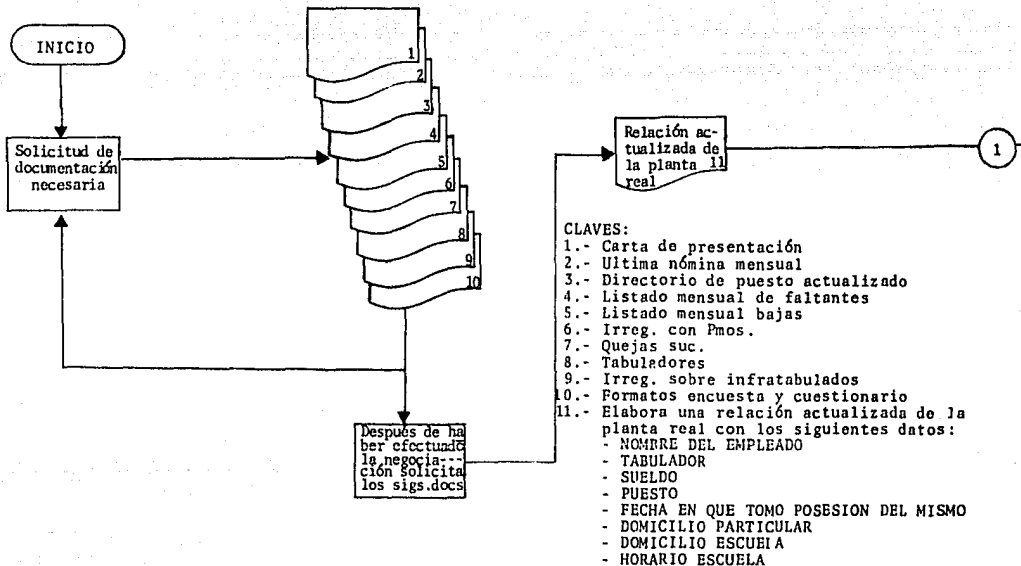 INICIO
Solicitud de
documentación
necesaria
1
2
3
4
5
6
7
8
9
10
Después de ha
ber efectuado
la negocia---
ción solicita
los sigs.docs
Relación ac-
tualizada de
la planta 11
real
1
CLAVES:
1.- Carta de presentación
2.- Ultima nómina mensual
3.- Directorio de puesto actualizado
4.- Listado mensual de faltantes
5.- Listado mensual bajas
6.- Irreg. con Pmos.
7.- Quejas suc.
8.- Tabuladores
9.- Irreg. sobre infratabulados
10.- Formatos encuesta y cuestionario
11.- Elabora una relación actualizada de la
planta real con los siguientes datos:
- NOMBRE DEL EMPLEADO
- TABULADOR
- SUELDO
- PUESTO
- FECHA EN QUE TOMO POSESION DEL MISMO
- DOMICILIO PARTICULAR
- DOMICILIO ESCUELA
- HORARIO ESCUELA